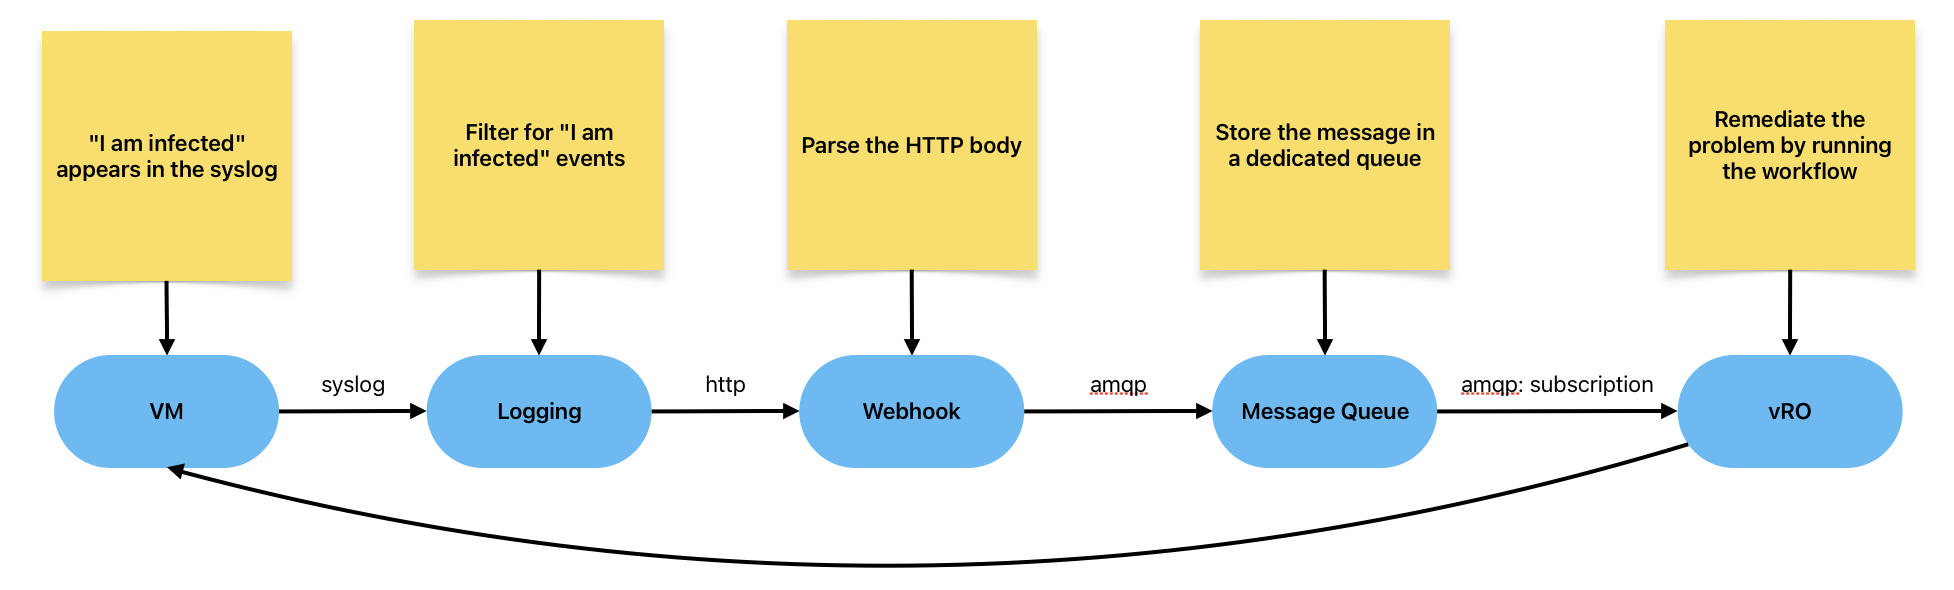 "I am infected"
appears in the syslog
Filter for "I am
infected" events
Parse the HTTP body
Store the message in
a dedicated queue
Remediate the
problem by running
the workflow
VM
syslog
Logging
http
Webhook
amqp
Message Queue
amqp: subscription
vRO